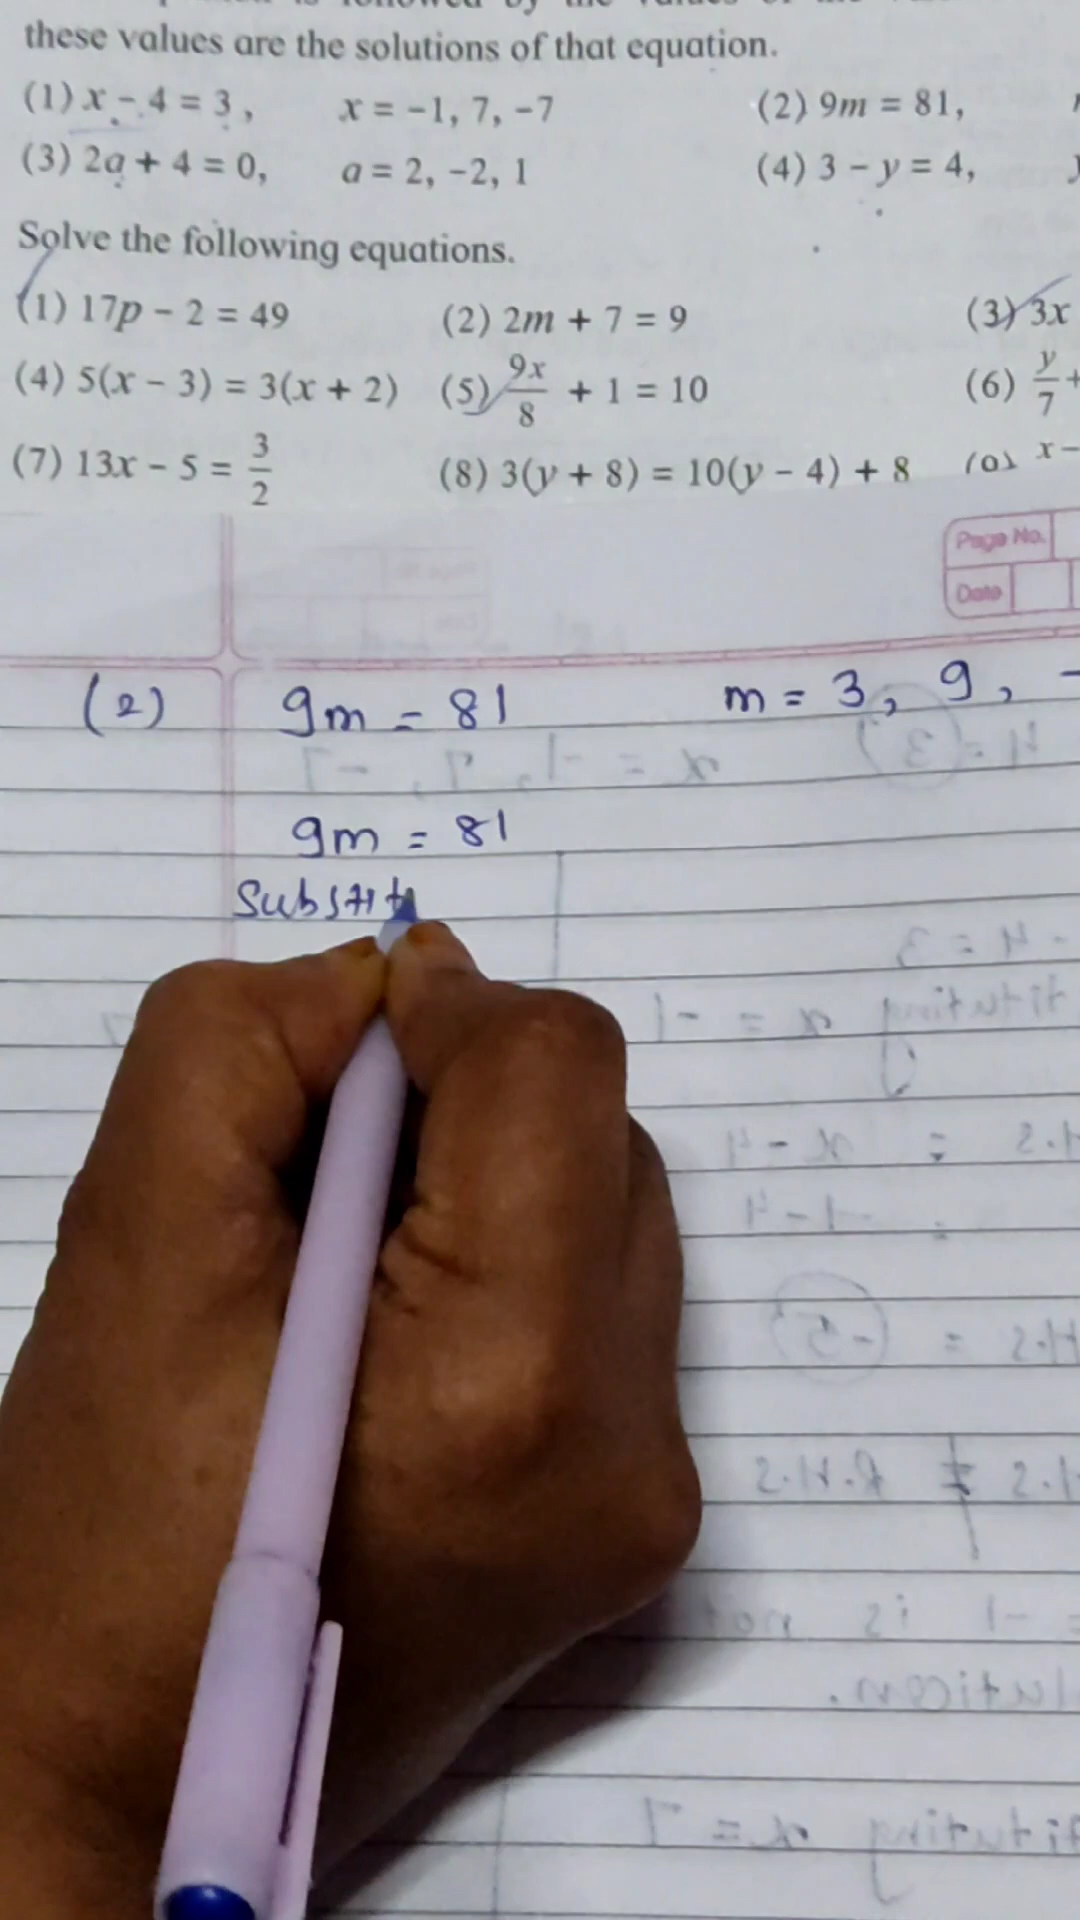 these values are the solutions of that equation.
(1) x - 4 = 3, x = -1, 7, -7 (2) 9m = 81,
(3) 2a + 4 = 0, a = 2, -2, 1 (4) 3 - y = 4,
Solve the following equations.
(1) 17p - 2 = 49 (2) 2m + 7 = 9 (3) 3x
(4) 5(x - 3) = 3(x + 2) (5) 9x/8 + 1 = 10 (6) y/7 +
(7) 13x - 5 = 3/2 (8) 3(y + 8) = 10(y - 4) + 8 x -
Page No.
Date
(2) 9m = 81 m = 3, 9, -
9m = 81
Substit